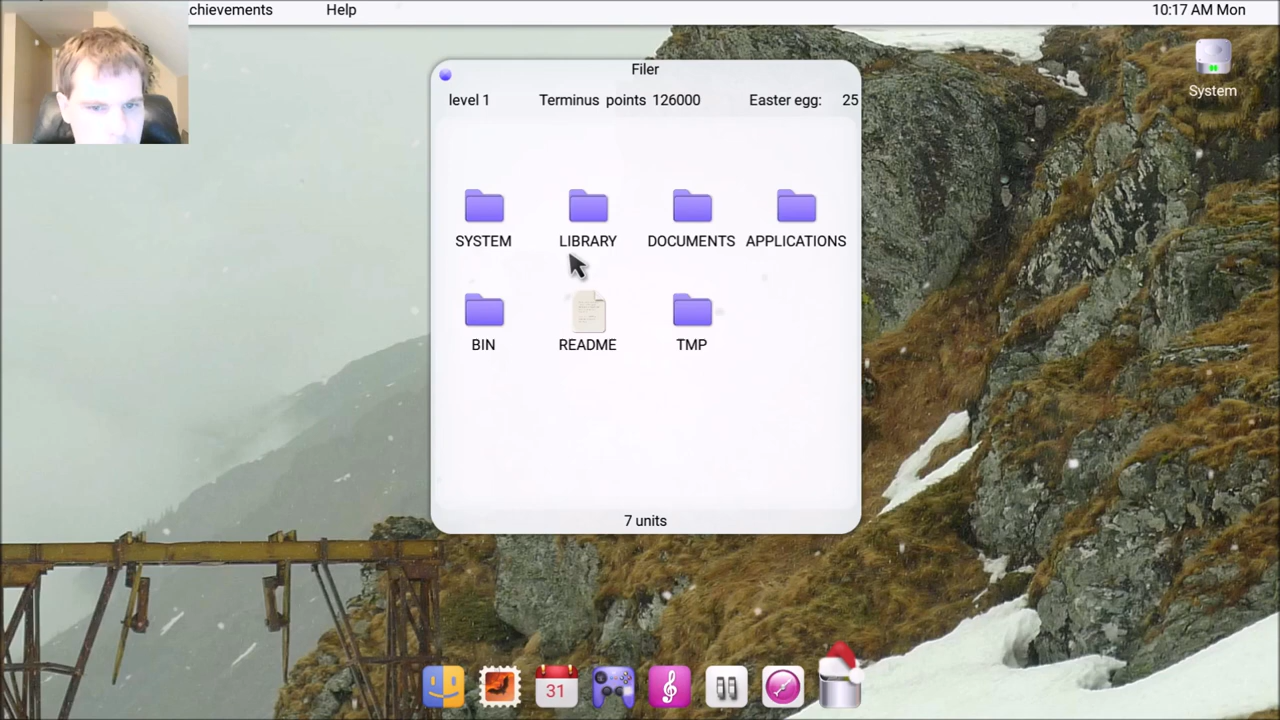 chievements Help 10:17 AM Mon
Filer
level 1 Terminus points 126000 Easter egg: 25
System
SYSTEM LIBRARY DOCUMENTS APPLICATIONS
BIN README TMP
7 units
31